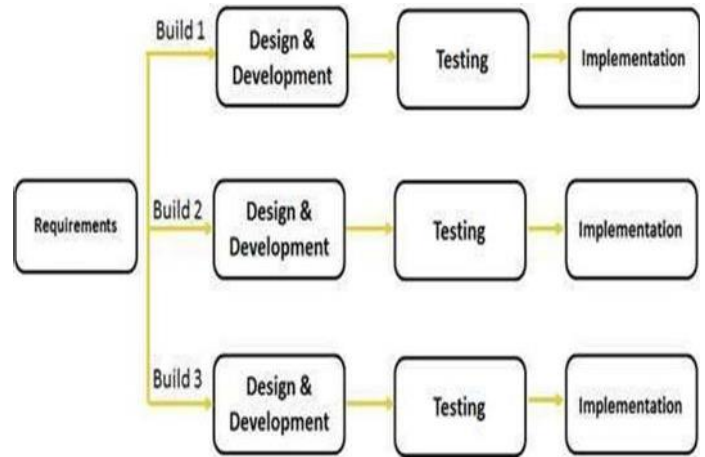 Build 1
Design &
Development
Testing
Implementation
Requirements
Build 2
Design &
Development
Testing
Implementation
Build 3
Design &
Development
Testing
Implementation